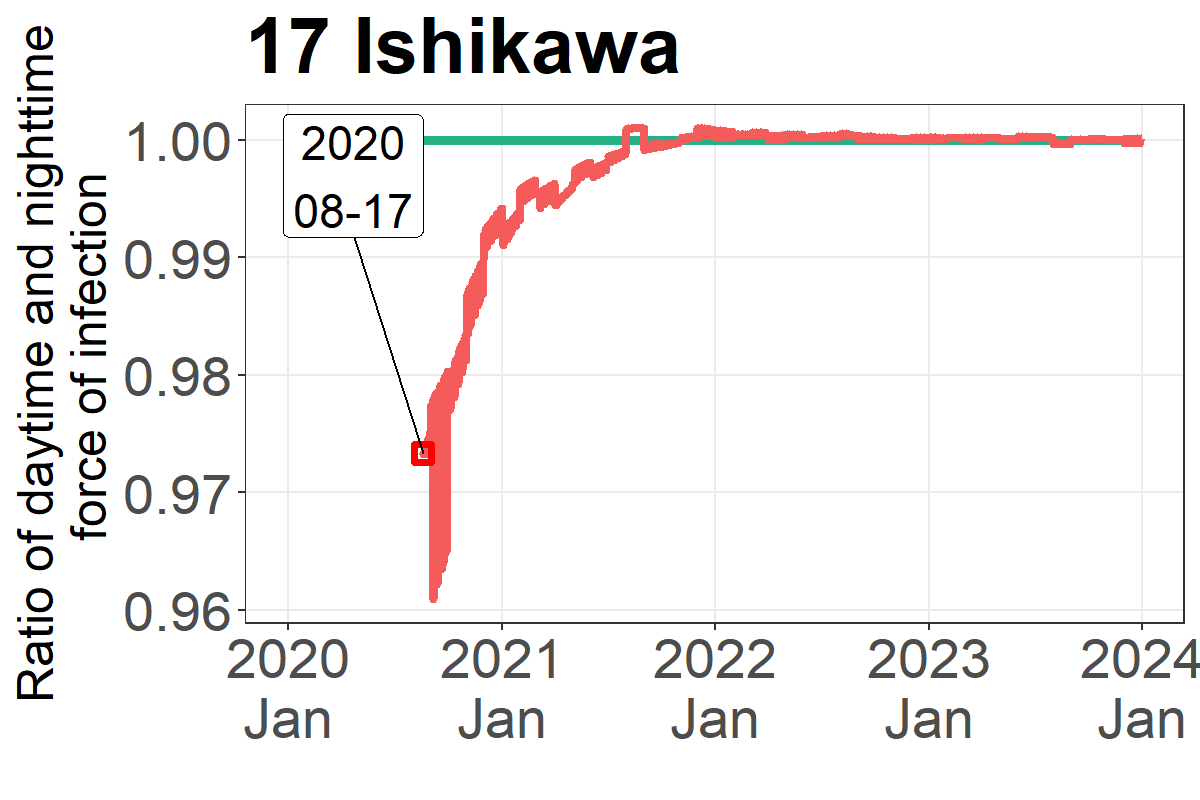 17 Ishikawa
Ratio of daytime and nighttime
force of infection
1.00
0.99
0.98
0.97
0.96
2020
08-17
2020
Jan
2021
Jan
2022
Jan
2023
Jan
2024
Jan